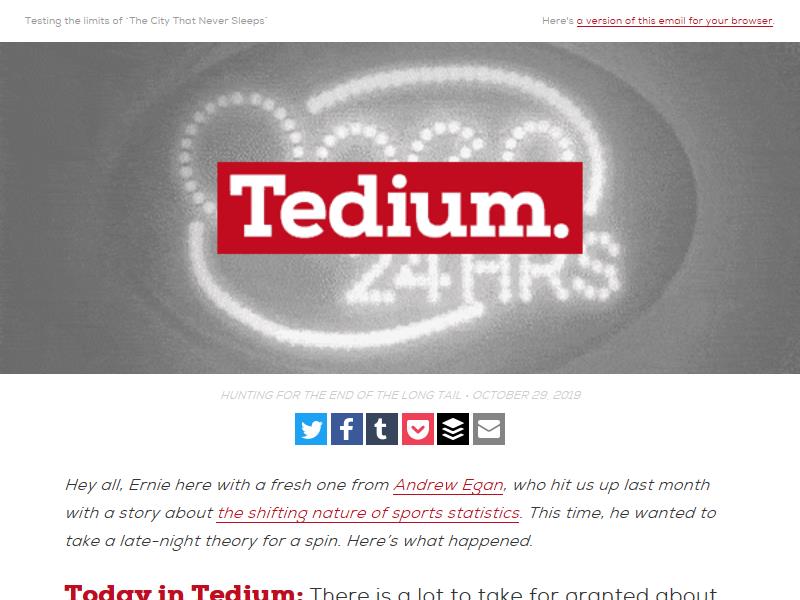 Testing the limits of “The City That Never Sleeps”
Here's a version of this email for your browser.
Tedium.
24 HRS
HUNTING FOR THE END OF THE LONG TAIL • OCTOBER 29, 2019
Hey all, Ernie here with a fresh one from Andrew Egan, who hit us up last month
with a story about the shifting nature of sports statistics. This time, he wanted to
take a late-night theory for a spin. Here’s what happened.
Today in Tedium: There is a lot to take for granted about